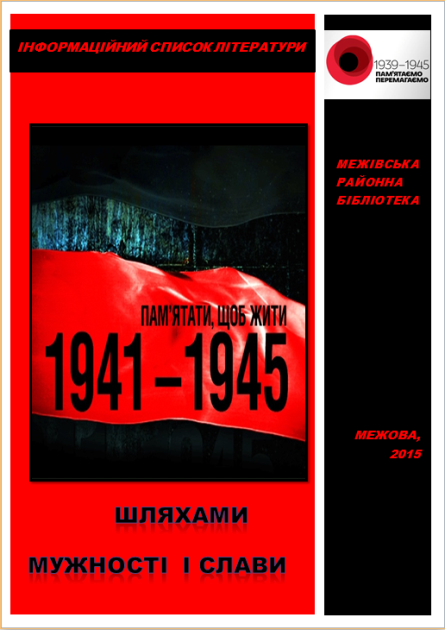 ІНФОРМАЦІЙНИЙ СПИСОК ЛІТЕРАТУРИ
1939–1945
ПАМ'ЯТАЄМО
ПЕРЕМАГАЄМО
МЕЖІВСЬКА
РАЙОННА
БІБЛІОТЕКА
ПАМ'ЯТАТИ, ЩОБ ЖИТИ
1941–1945
МЕЖОВА,
2015
ШЛЯХАМИ
МУЖНОСТІ І СЛАВИ